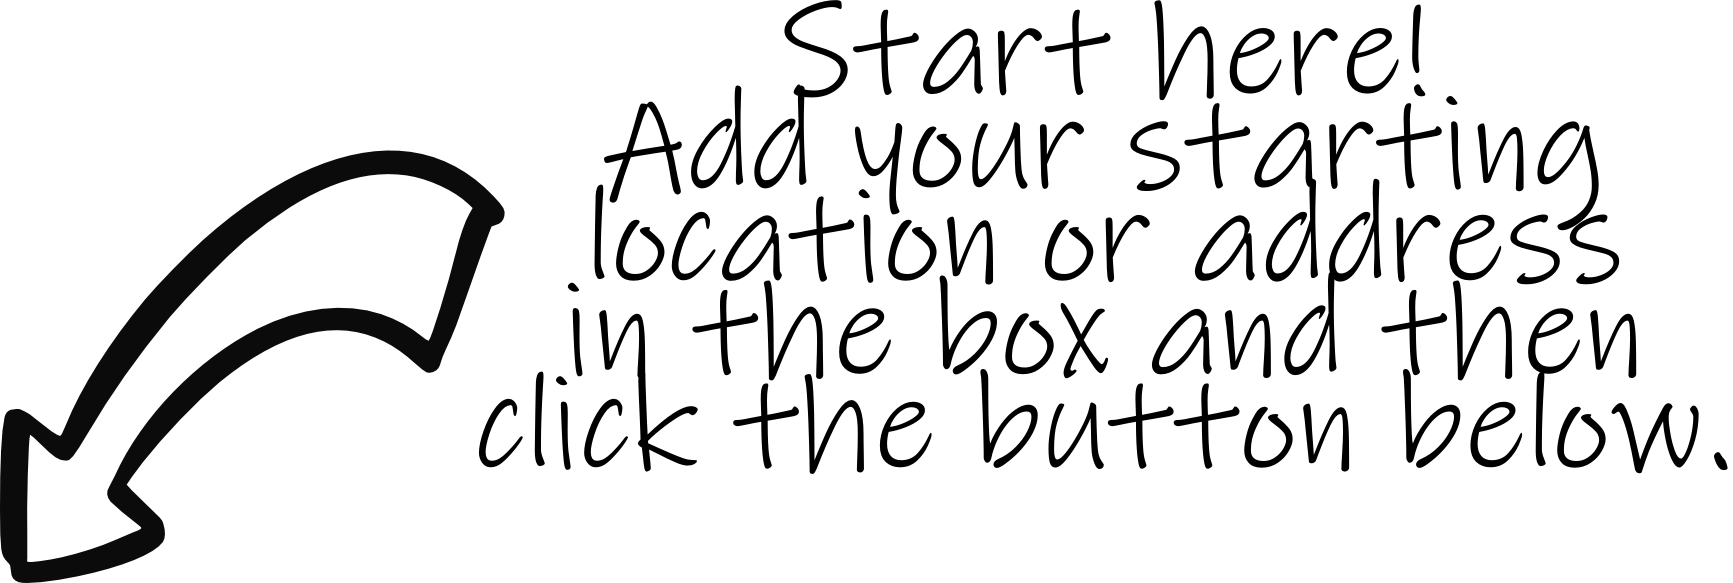 Start here!
Add your starting
location or address
in the box and then
click the button below.